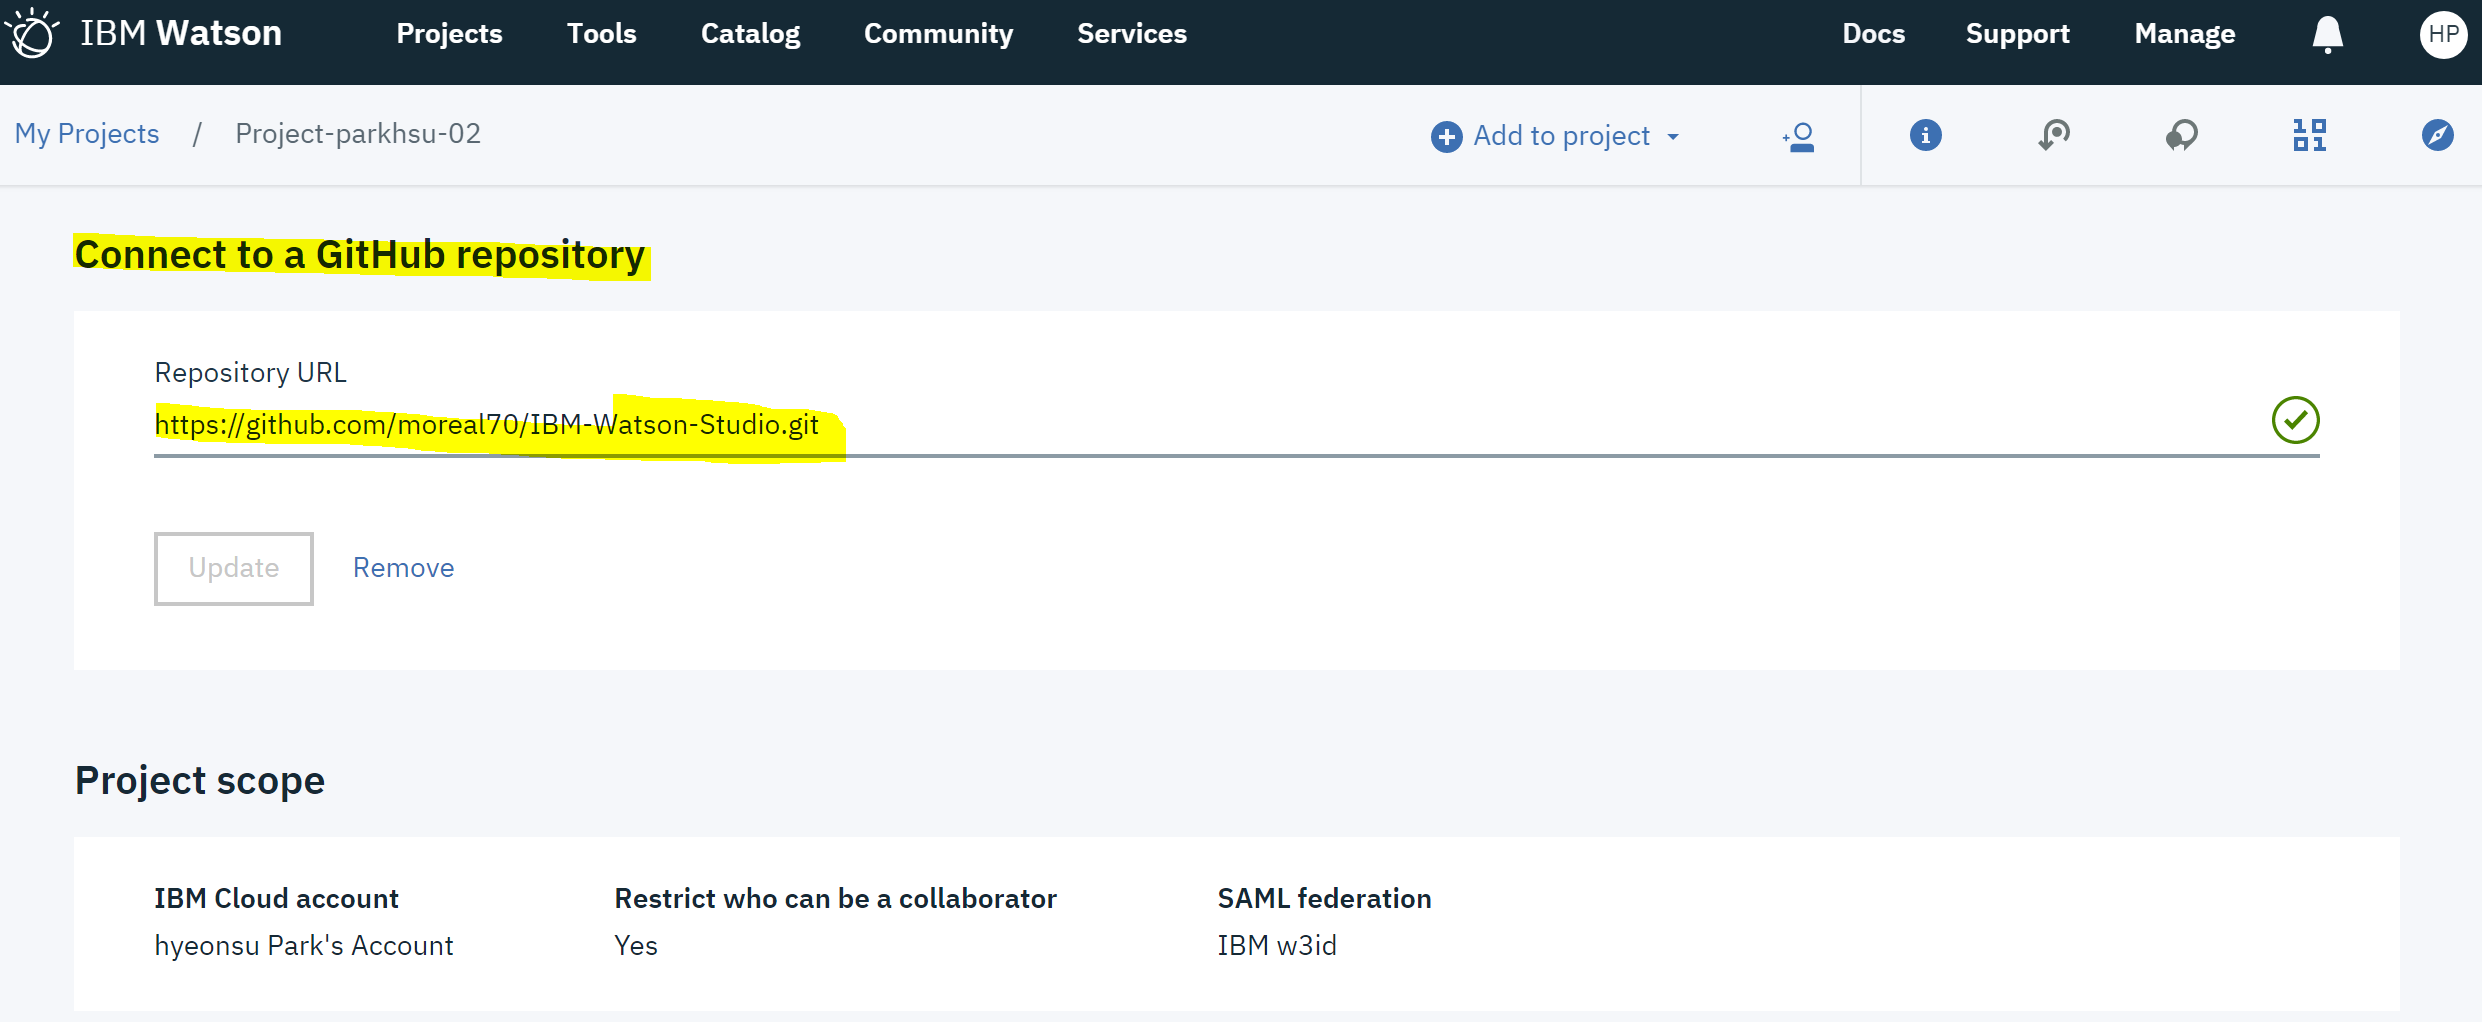 IBM Watson Projects Tools Catalog Community Services Docs Support Manage HP
My Projects / Project-parkhsu-02 Add to project
Connect to a GitHub repository
Repository URL
https://github.com/moreal70/IBM-Watson-Studio.git
Update Remove
Project scope
IBM Cloud account Restrict who can be a collaborator SAML federation
hyeonsu Park's Account Yes IBM w3id